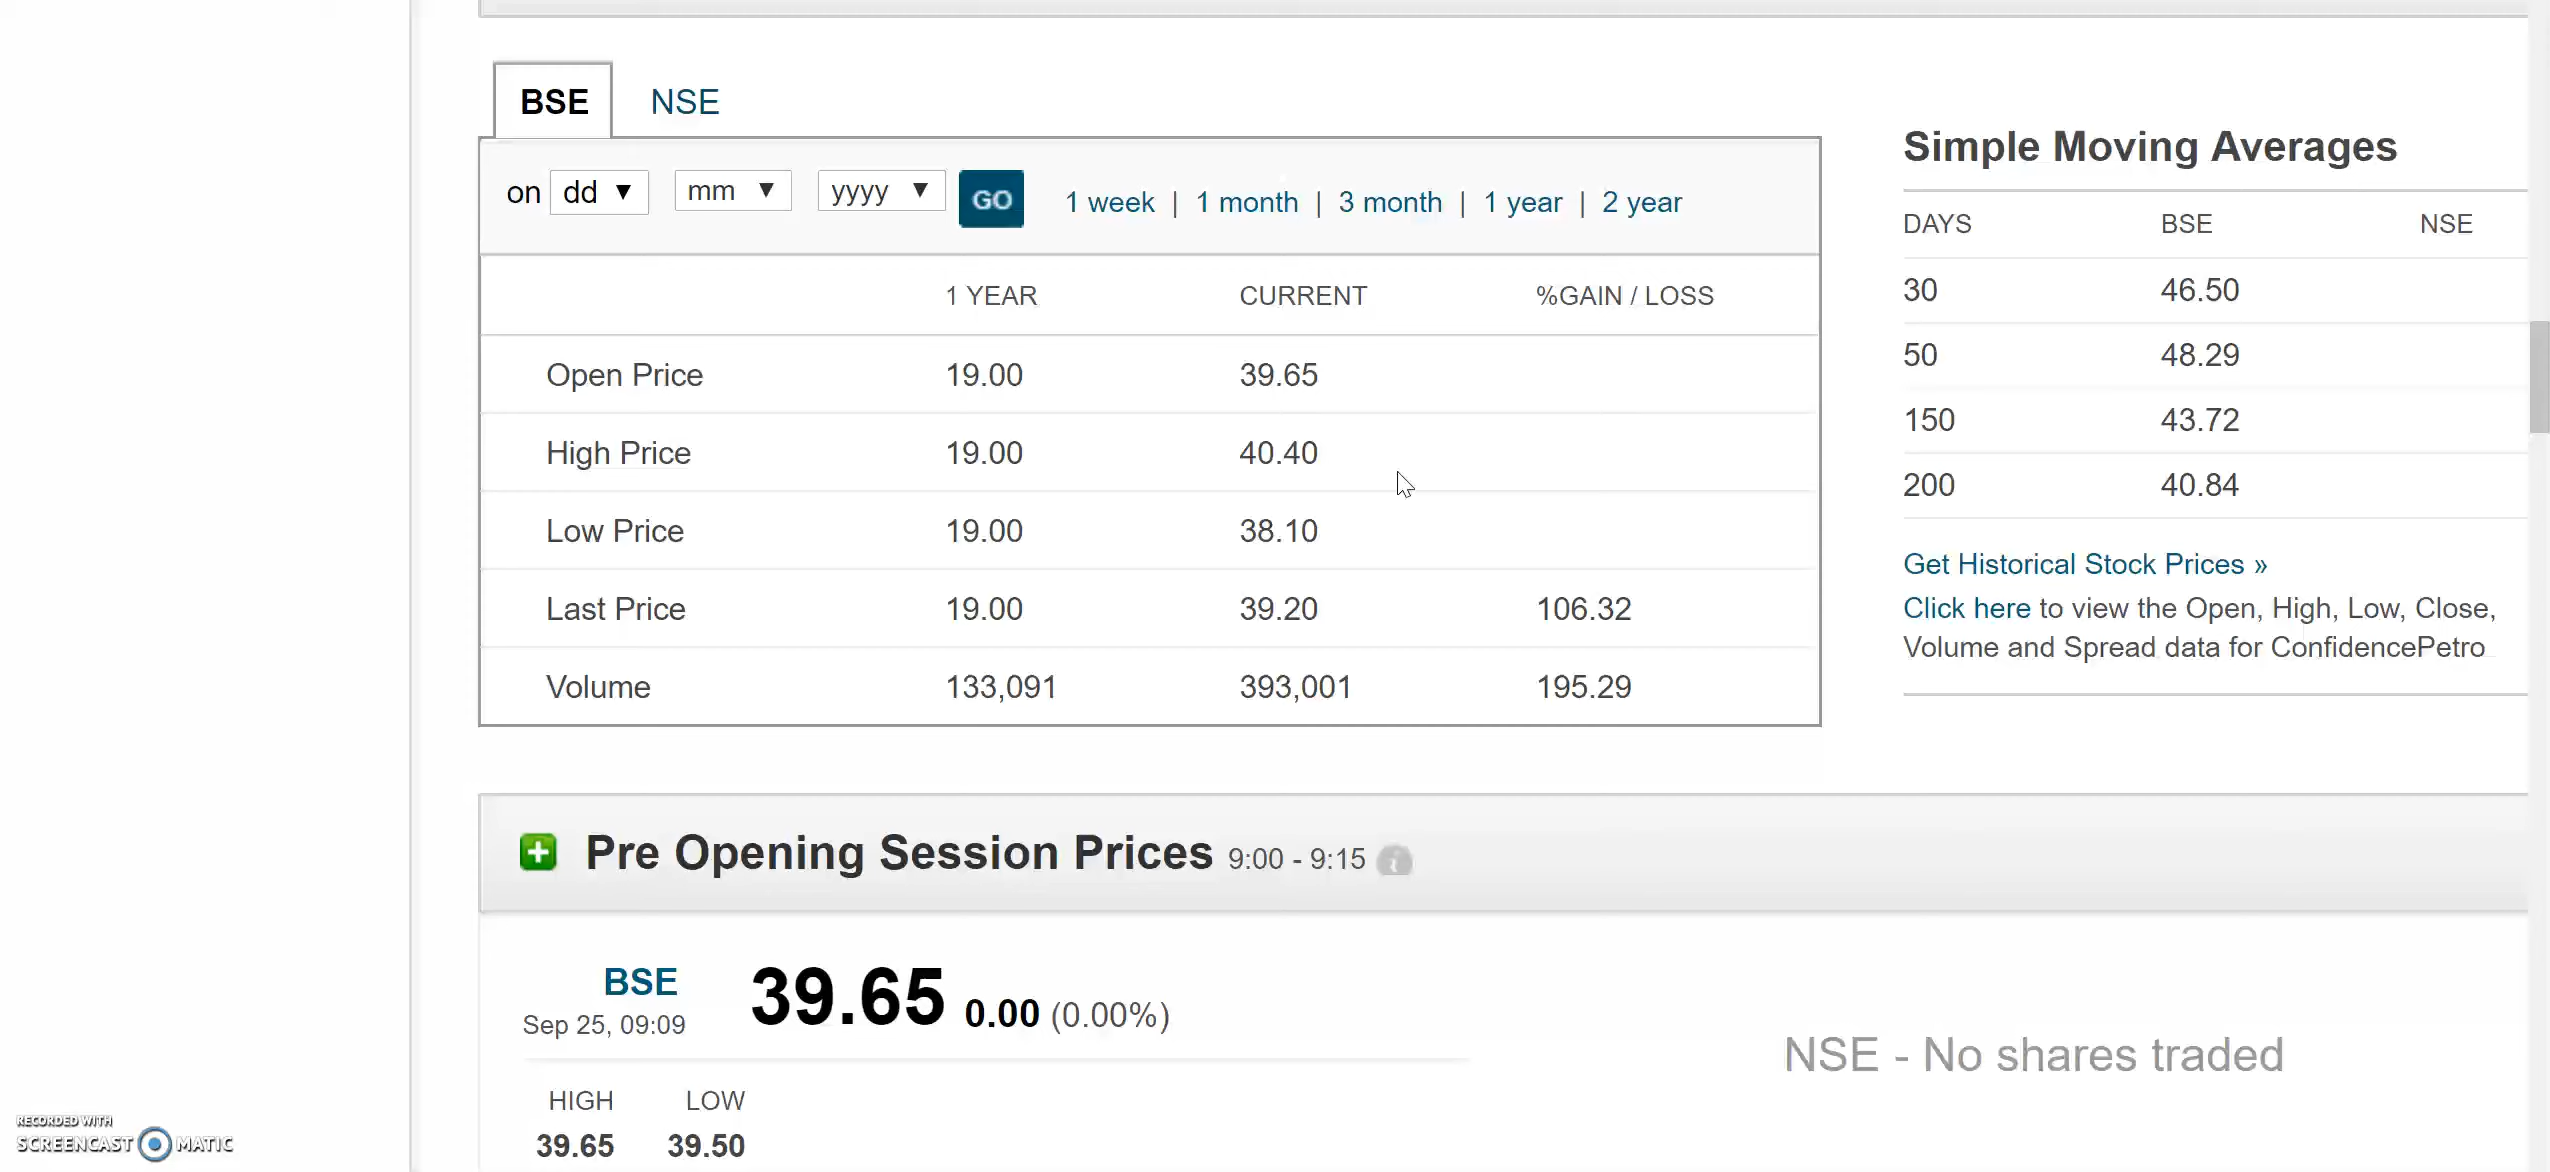 BSE NSE
on dd ▼ mm ▼ yyyy ▼ GO 1 week | 1 month | 3 month | 1 year | 2 year
1 YEAR CURRENT %GAIN / LOSS
Open Price 19.00 39.65
High Price 19.00 40.40
Low Price 19.00 38.10
Last Price 19.00 39.20 106.32
Volume 133,091 393,001 195.29
Simple Moving Averages
DAYS BSE NSE
30 46.50
50 48.29
150 43.72
200 40.84
Get Historical Stock Prices »
Click here to view the Open, High, Low, Close,
Volume and Spread data for ConfidencePetro
Pre Opening Session Prices 9:00 - 9:15 i
BSE 39.65 0.00 (0.00%)
Sep 25, 09:09
HIGH LOW
39.65 39.50
NSE - No shares traded
RECORDED WITH
SCREENCAST MATIC